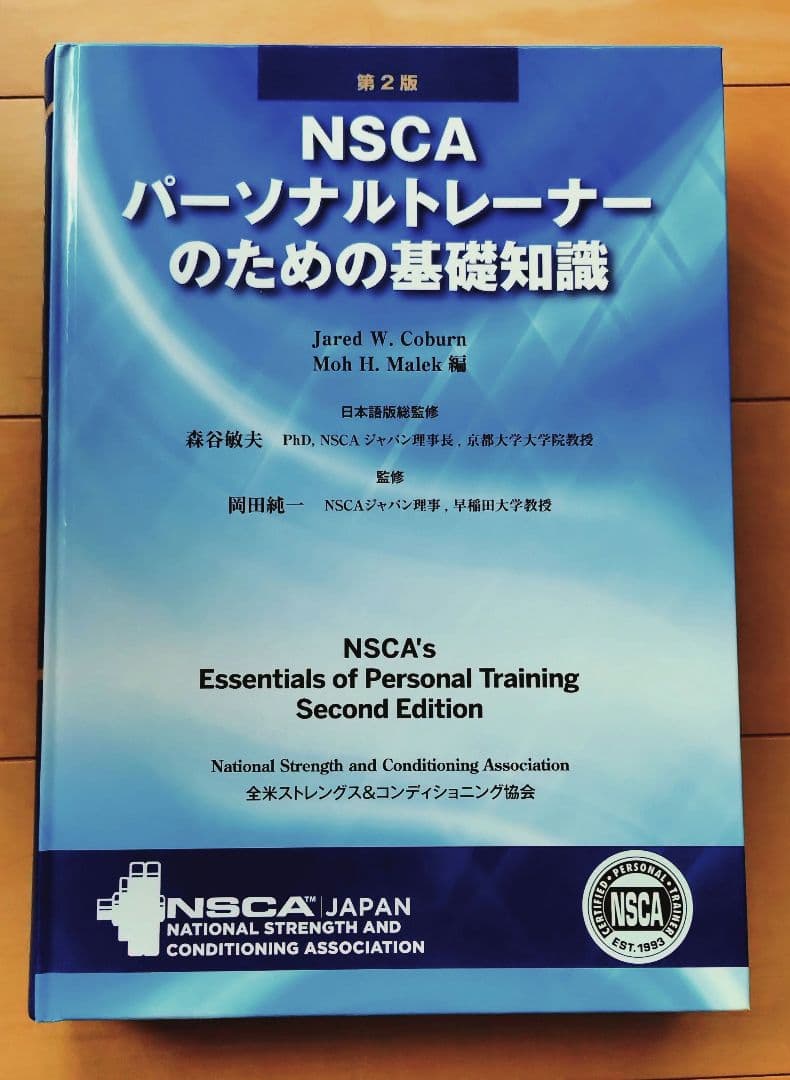 第2版
NSCA
パーソナルトレーナー
のための基礎知識
Jared W. Coburn
Moh H. Malek 編
日本語版総監修
森谷敏夫 PhD, NSCA ジャパン理事長, 京都大学大学院教授
監修
岡田純一 NSCAジャパン理事, 早稲田大学教授
NSCA's
Essentials of Personal Training
Second Edition
National Strength and Conditioning Association
全米ストレングス&コンディショニング協会
NSCA™ JAPAN
NATIONAL STRENGTH AND
CONDITIONING ASSOCIATION
CERTIFIED • PERSONAL • TRAINER
NSCA
EST. 1993